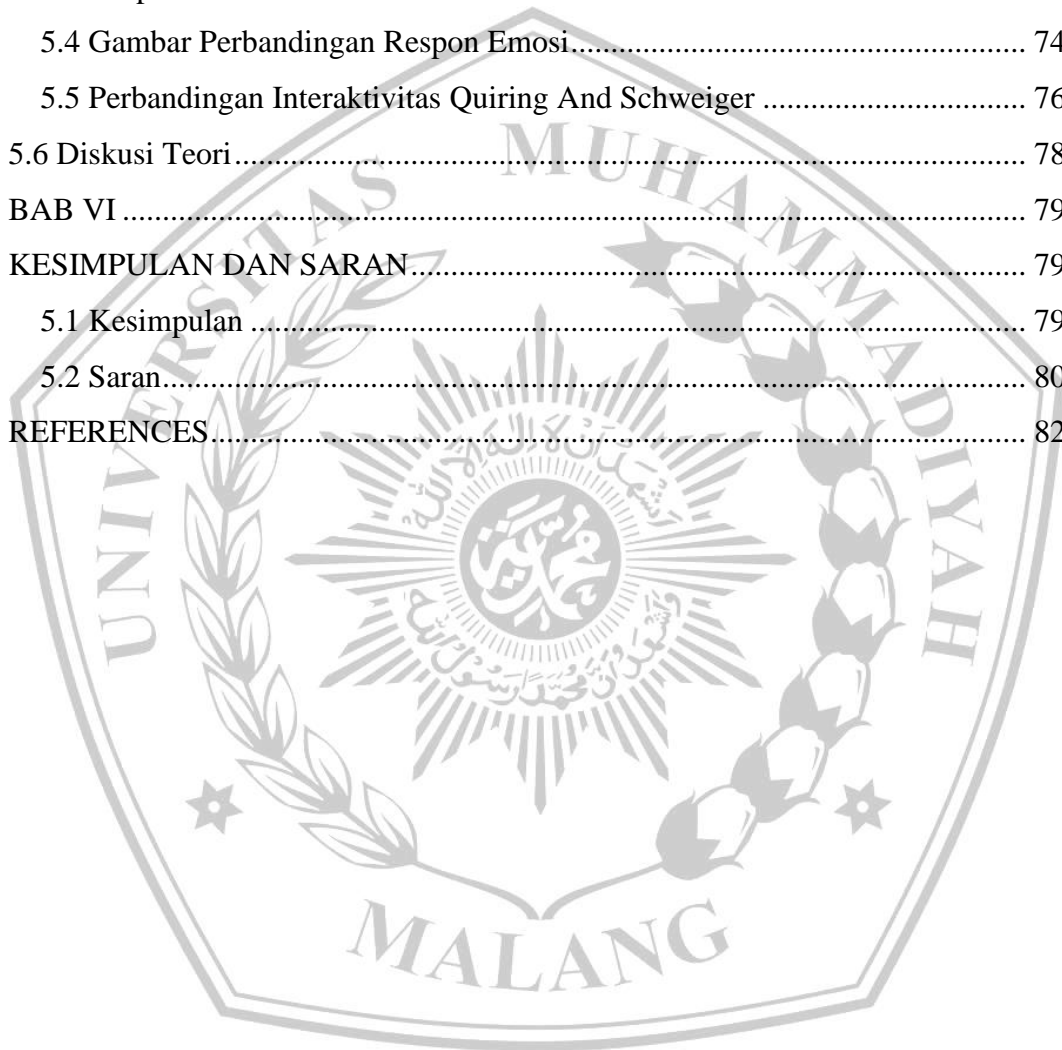 5.4 Gambar Perbandingan Respon Emosi........................................................ 74
5.5 Perbandingan Interaktivitas Quiring And Schweiger ................................ 76
5.6 Diskusi Teori.................................................................................................. 78
BAB VI ................................................................................................................ 79
KESIMPULAN DAN SARAN............................................................................. 79
5.1 Kesimpulan ................................................................................................ 79
5.2 Saran........................................................................................................... 80
REFERENCES...................................................................................................... 82
UNIVERSITAS MUHAMMADIYAH
MALANG